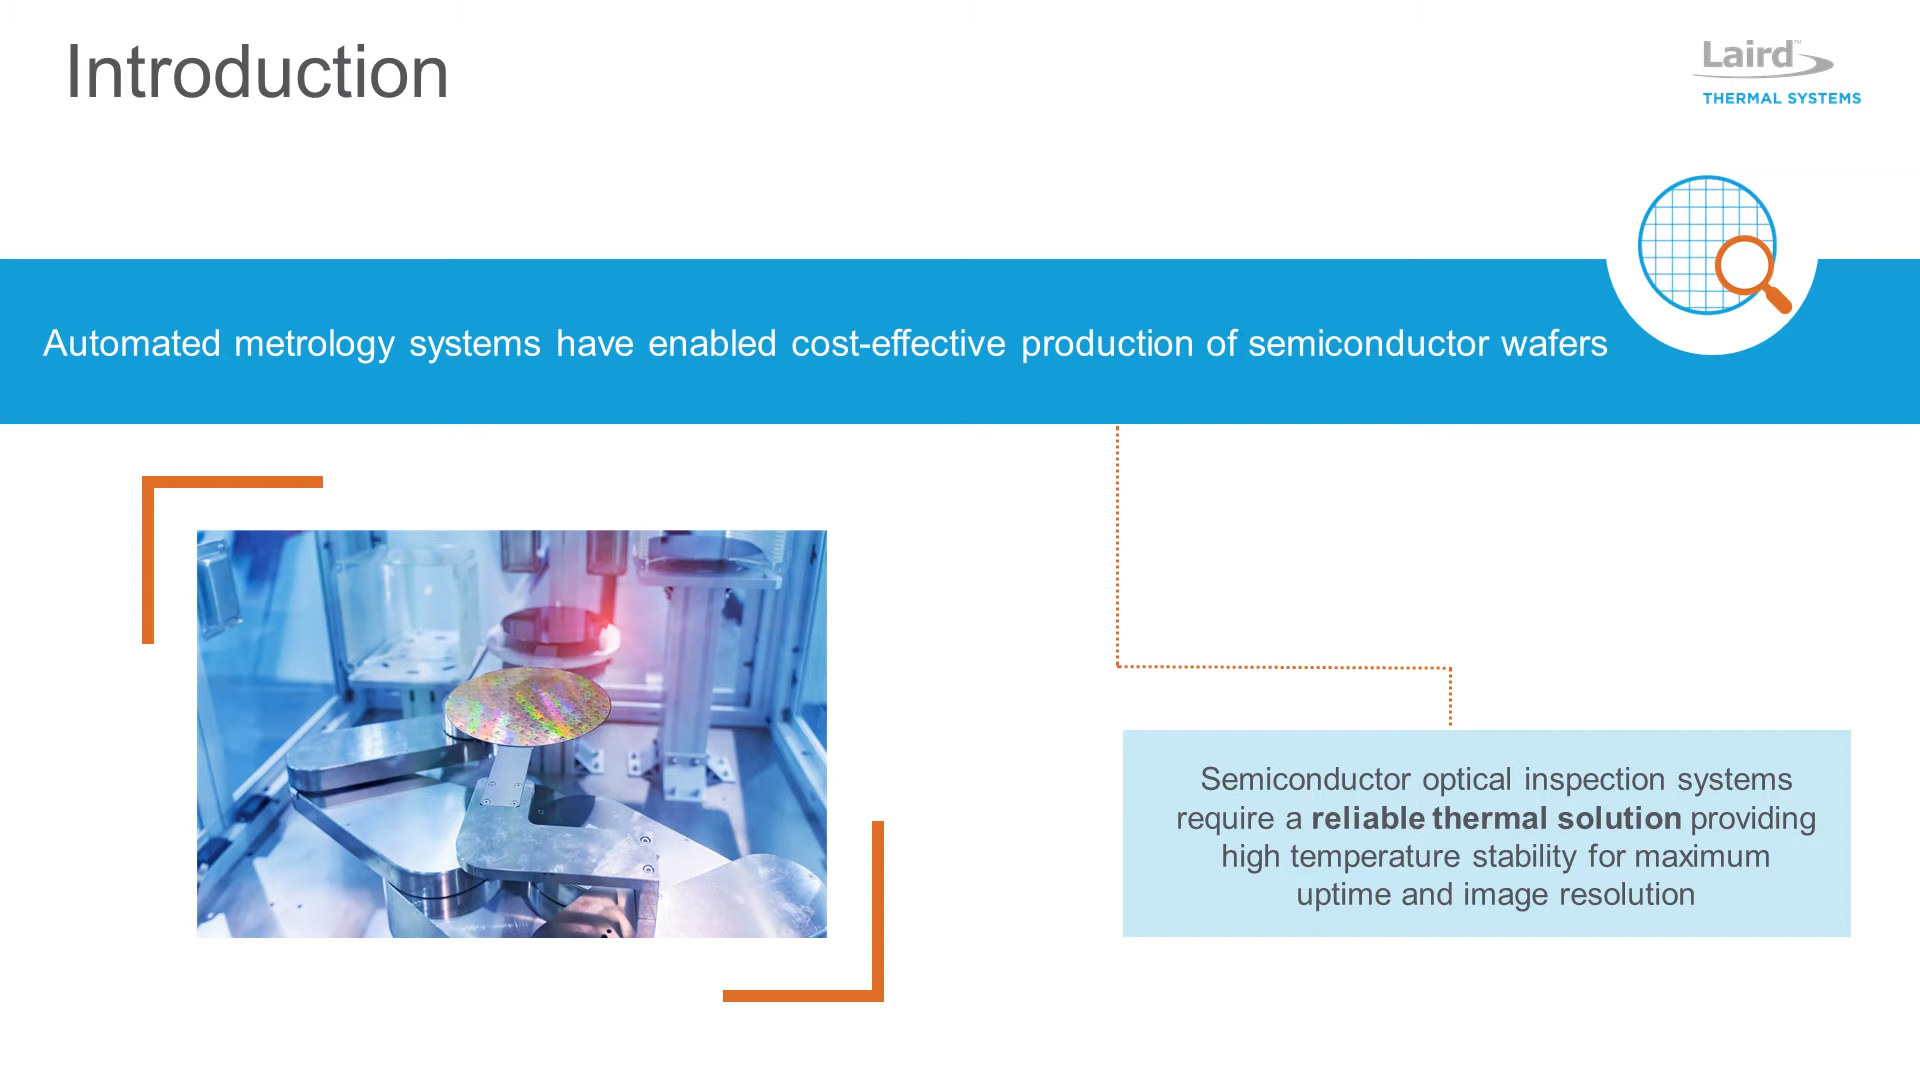 Introduction
Laird™
THERMAL SYSTEMS
Automated metrology systems have enabled cost-effective production of semiconductor wafers
Semiconductor optical inspection systems
require a reliable thermal solution providing
high temperature stability for maximum
uptime and image resolution